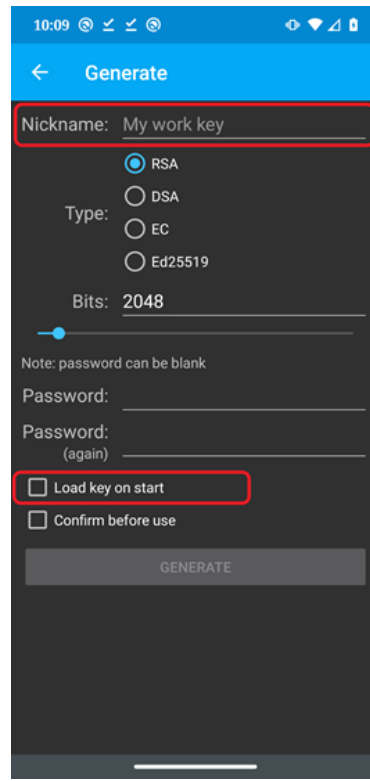 10:09
Generate
Nickname: My work key
RSA
DSA
Type:
EC
Ed25519
Bits: 2048
Note: password can be blank
Password:
Password:
(again)
Load key on start
Confirm before use
GENERATE